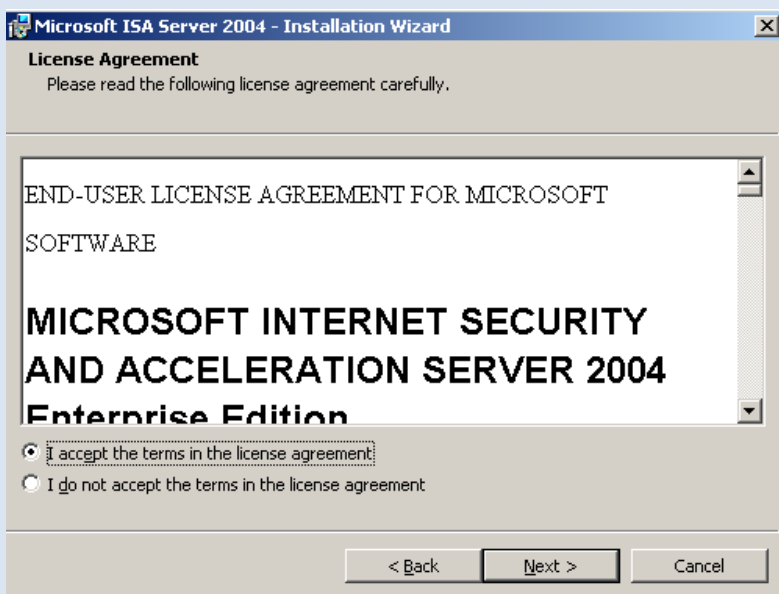 Microsoft ISA Server 2004 - Installation Wizard
License Agreement
Please read the following license agreement carefully.
END-USER LICENSE AGREEMENT FOR MICROSOFT
SOFTWARE
MICROSOFT INTERNET SECURITY
AND ACCELERATION SERVER 2004
Enterprise Edition
I accept the terms in the license agreement
I do not accept the terms in the license agreement
< Back Next > Cancel